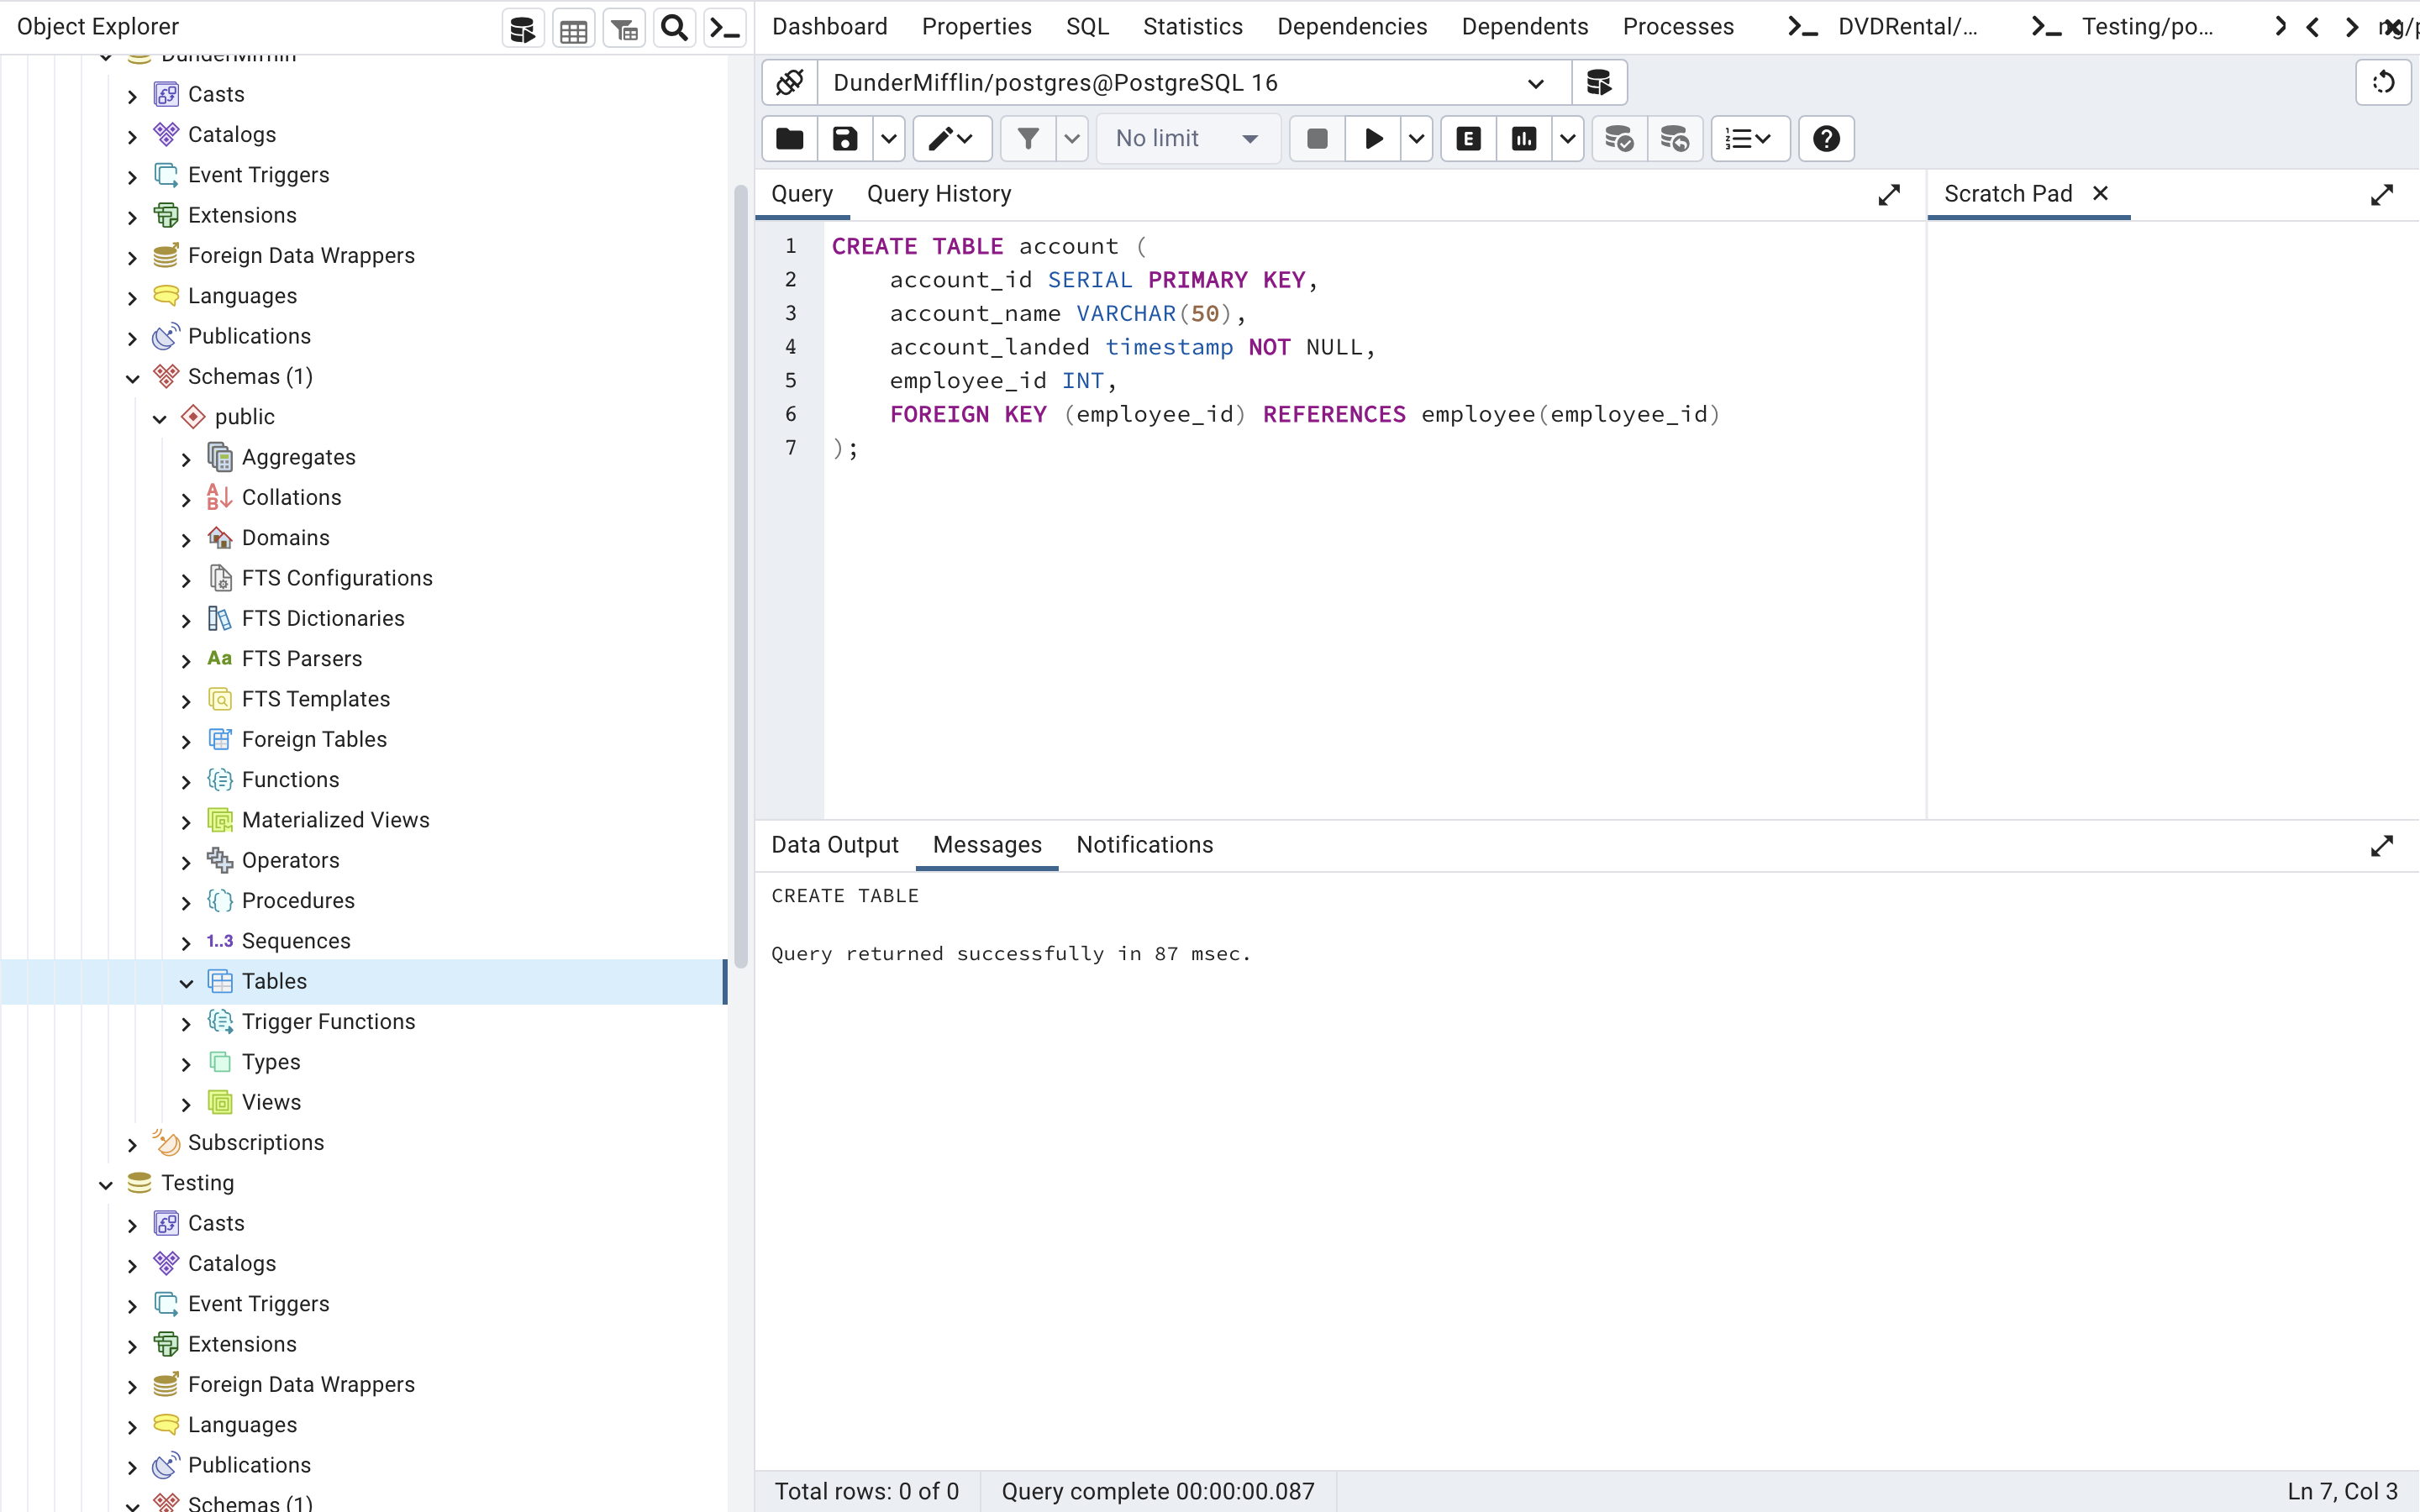 Object Explorer
DunderMifflin
Casts
Catalogs
Event Triggers
Extensions
Foreign Data Wrappers
Languages
Publications
Schemas (1)
public
Aggregates
Collations
Domains
FTS Configurations
FTS Dictionaries
Aa FTS Parsers
FTS Templates
Foreign Tables
Functions
Materialized Views
Operators
Procedures
1..3 Sequences
Tables
Trigger Functions
Types
Views
Subscriptions
Testing
Casts
Catalogs
Event Triggers
Extensions
Foreign Data Wrappers
Languages
Publications
Schemas (1)
Dashboard Properties SQL Statistics Dependencies Dependents Processes DVDRental/... Testing/po...
DunderMifflin/postgres@PostgreSQL 16
No limit E
Query Query History
Scratch Pad
1 CREATE TABLE account (
2 account_id SERIAL PRIMARY KEY,
3 account_name VARCHAR(50),
4 account_landed timestamp NOT NULL,
5 employee_id INT,
6 FOREIGN KEY (employee_id) REFERENCES employee(employee_id)
7 );
Data Output Messages Notifications
CREATE TABLE
Query returned successfully in 87 msec.
Total rows: 0 of 0 Query complete 00:00:00.087 Ln 7, Col 3